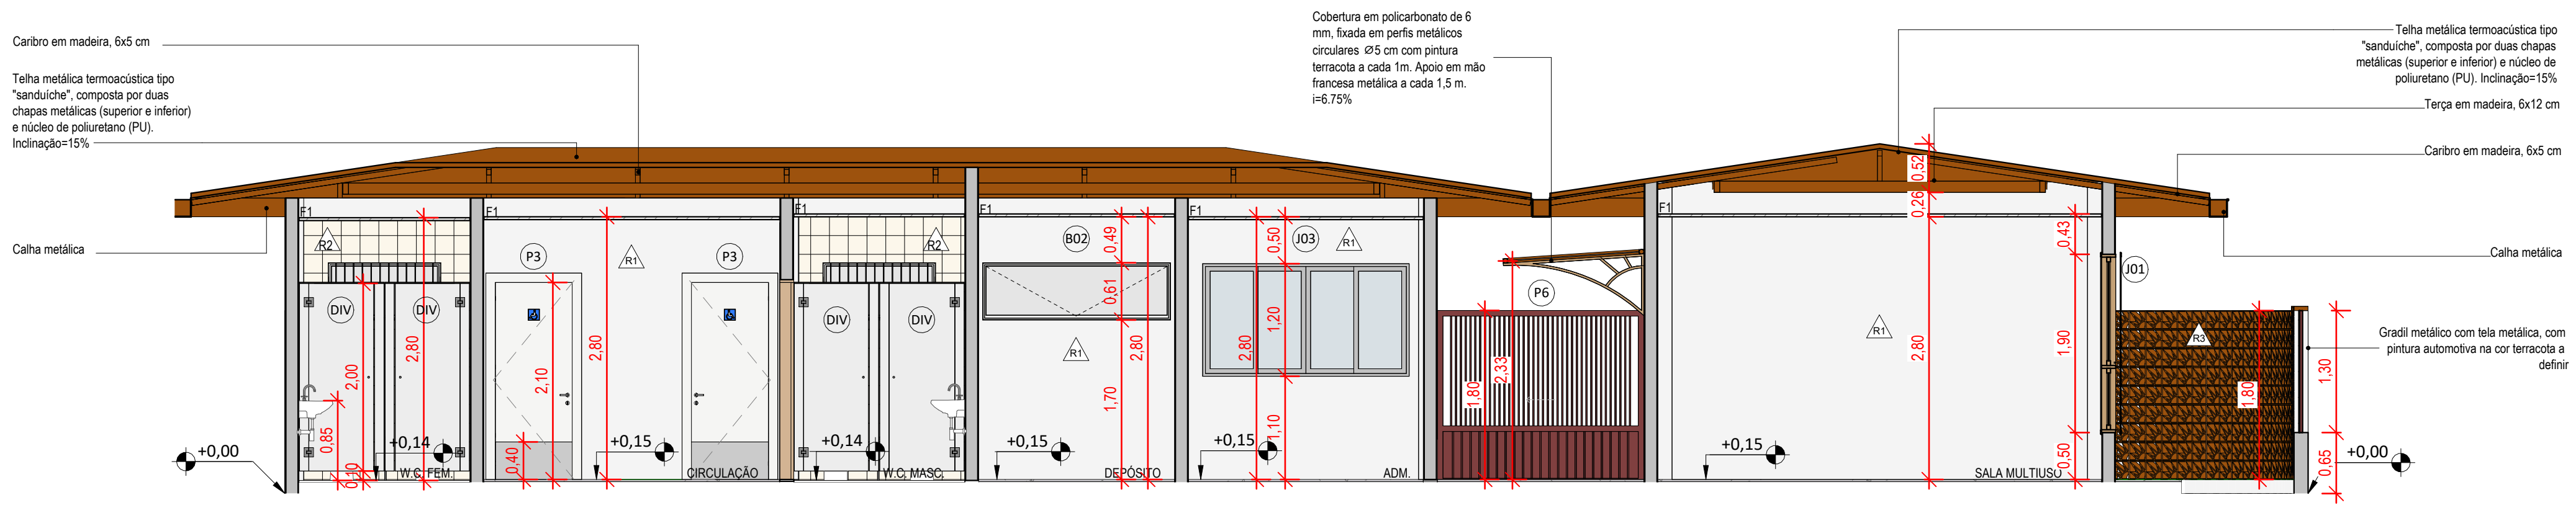 Caribro em madeira, 6x5 cm
Telha metálica termoacústica tipo
"sanduíche", composta por duas
chapas metálicas (superior e inferior)
e núcleo de poliuretano (PU).
Inclinação=15%
Calha metálica
Cobertura em policarbonato de 6
mm, fixada em perfis metálicos
circulares Ø5 cm com pintura
terracota a cada 1m. Apoio em mão
francesa metálica a cada 1,5 m.
i=6.75%
Telha metálica termoacústica tipo
"sanduíche", composta por duas chapas
metálicas (superior e inferior) e núcleo de
poliuretano (PU). Inclinação=15%
Terça em madeira, 6x12 cm
Caribro em madeira, 6x5 cm
Calha metálica
Gradil metálico com tela metálica, com
pintura automotiva na cor terracota a
definir
+0,00
F1
R2
DIV
DIV
2,80
2,00
0,85
0,10
+0,14
W.C. FEM.
F1
P3
R1
P3
2,80
2,10
0,40
+0,15
CIRCULAÇÃO
F1
R2
DIV
DIV
+0,14
W.C. MASC.
F1
B02
R1
0,49
0,61
1,70
2,80
+0,15
DEPÓSITO
F1
J03
R1
0,50
1,20
1,10
2,80
+0,15
ADM.
P6
1,80
2,33
F1
R1
0,52
0,26
2,80
0,43
1,90
0,50
+0,15
SALA MULTIUSO
J01
R3
1,80
1,30
0,65
+0,00